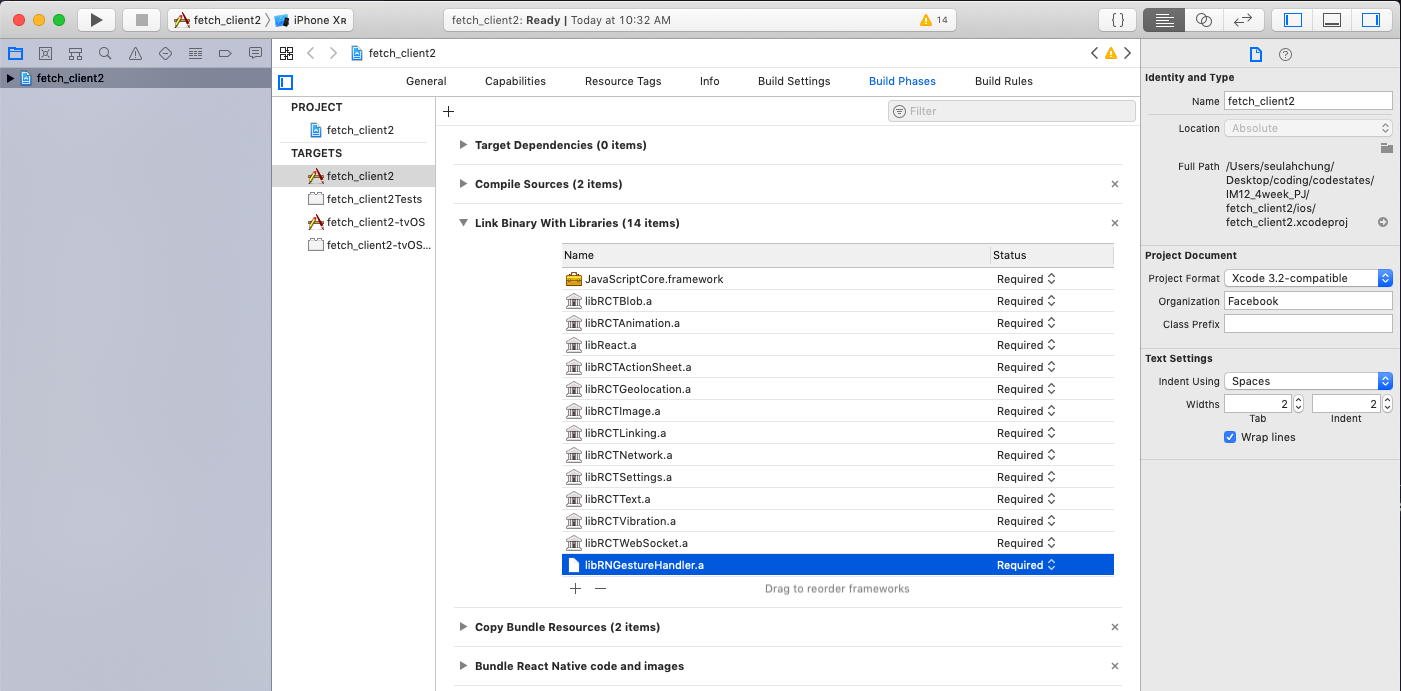 fetch_client2 iPhone XR
fetch_client2: Ready | Today at 10:32 AM 14
{ }
fetch_client2
fetch_client2
General Capabilities Resource Tags Info Build Settings Build Phases Build Rules
PROJECT
fetch_client2
TARGETS
fetch_client2
fetch_client2Tests
fetch_client2-tvOS
fetch_client2-tvOS...
Filter
Target Dependencies (0 items)
Compile Sources (2 items)
Link Binary With Libraries (14 items)
Name Status
JavaScriptCore.framework Required
libRCTBlob.a Required
libRCTAnimation.a Required
libReact.a Required
libRCTActionSheet.a Required
libRCTGeolocation.a Required
libRCTImage.a Required
libRCTLinking.a Required
libRCTNetwork.a Required
libRCTSettings.a Required
libRCTText.a Required
libRCTVibration.a Required
libRCTWebSocket.a Required
libRNGestureHandler.a Required
Drag to reorder frameworks
Copy Bundle Resources (2 items)
Bundle React Native code and images
Identity and Type
Name fetch_client2
Location Absolute
Full Path /Users/seulahchung/
Desktop/coding/codestates/
IM12_4week_PJ/
fetch_client2/ios/
fetch_client2.xcodeproj
Project Document
Project Format Xcode 3.2-compatible
Organization Facebook
Class Prefix
Text Settings
Indent Using Spaces
Widths 2 2
Tab Indent
Wrap lines